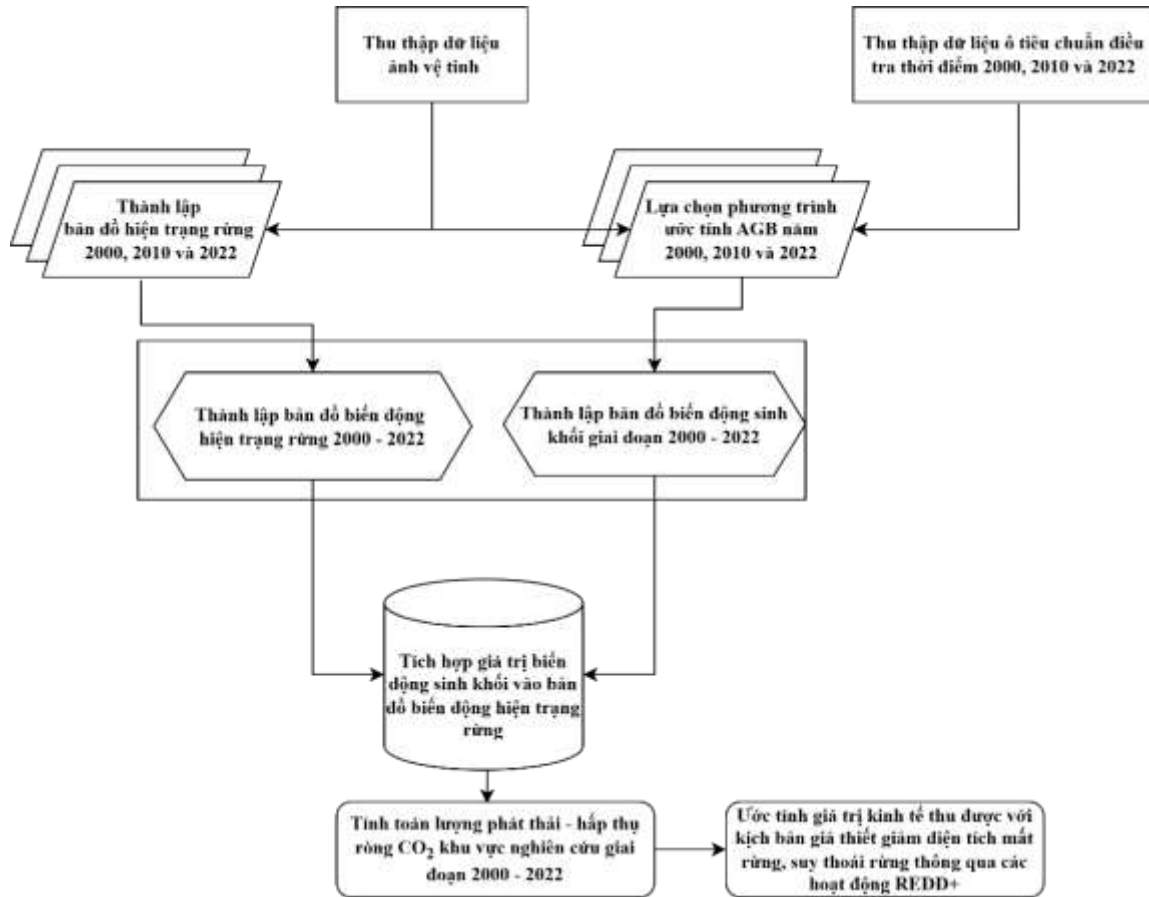 Thu thập dữ liệu
ảnh vệ tinh
Thu thập dữ liệu ô tiêu chuẩn điều
tra thời điểm 2000, 2010 và 2022
Thành lập
bản đồ hiện trạng rừng
2000, 2010 và 2022
Lựa chọn phương trình
ước tính AGB năm
2000, 2010 và 2022
Thành lập bản đồ biến động
hiện trạng rừng 2000 - 2022
Thành lập bản đồ biến động sinh
khối giai đoạn 2000 - 2022
Tích hợp giá trị biến
động sinh khối vào bản
đồ biến động hiện trạng
rừng
Tính toán lượng phát thải - hấp thụ
ròng CO₂ khu vực nghiên cứu giai
đoạn 2000 - 2022
Ước tính giá trị kinh tế thu được với
kịch bản giả thiết giảm diện tích mất
rừng, suy thoái rừng thông qua các
hoạt động REDD+